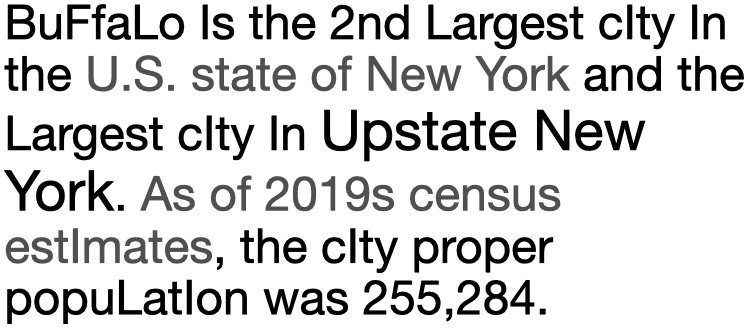 BuFfaLo Is the 2nd Largest cIty In
the U.S. state of New York and the
Largest cIty In Upstate New
York. As of 2019s census
estImates, the cIty proper
popuLatIon was 255,284.